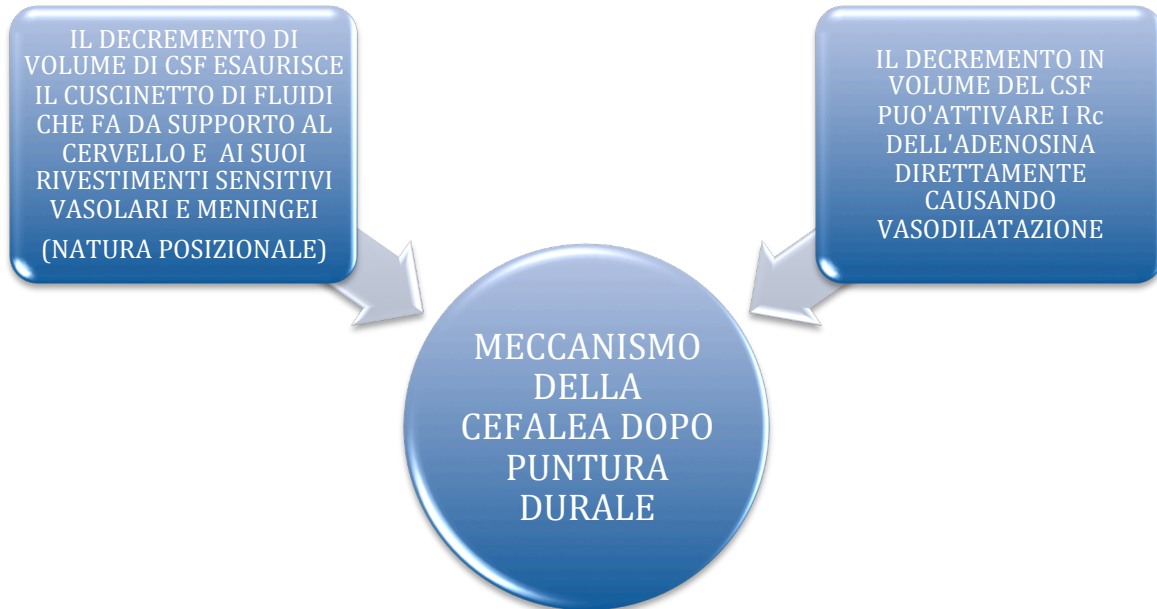 IL DECREMENTO DI
VOLUME DI CSF ESAURISCE
IL CUSCINETTO DI FLUIDI
CHE FA DA SUPPORTO AL
CERVELLO E AI SUOI
RIVESTIMENTI SENSITIVI
VASOLARI E MENINGEI
(NATURA POSIZIONALE)
IL DECREMENTO IN
VOLUME DEL CSF
PUO'ATTIVARE I Rc
DELL'ADENOSINA
DIRETTAMENTE
CAUSANDO
VASODILATAZIONE
MECCANISMO
DELLA
CEFALEA DOPO
PUNTURA
DURALE